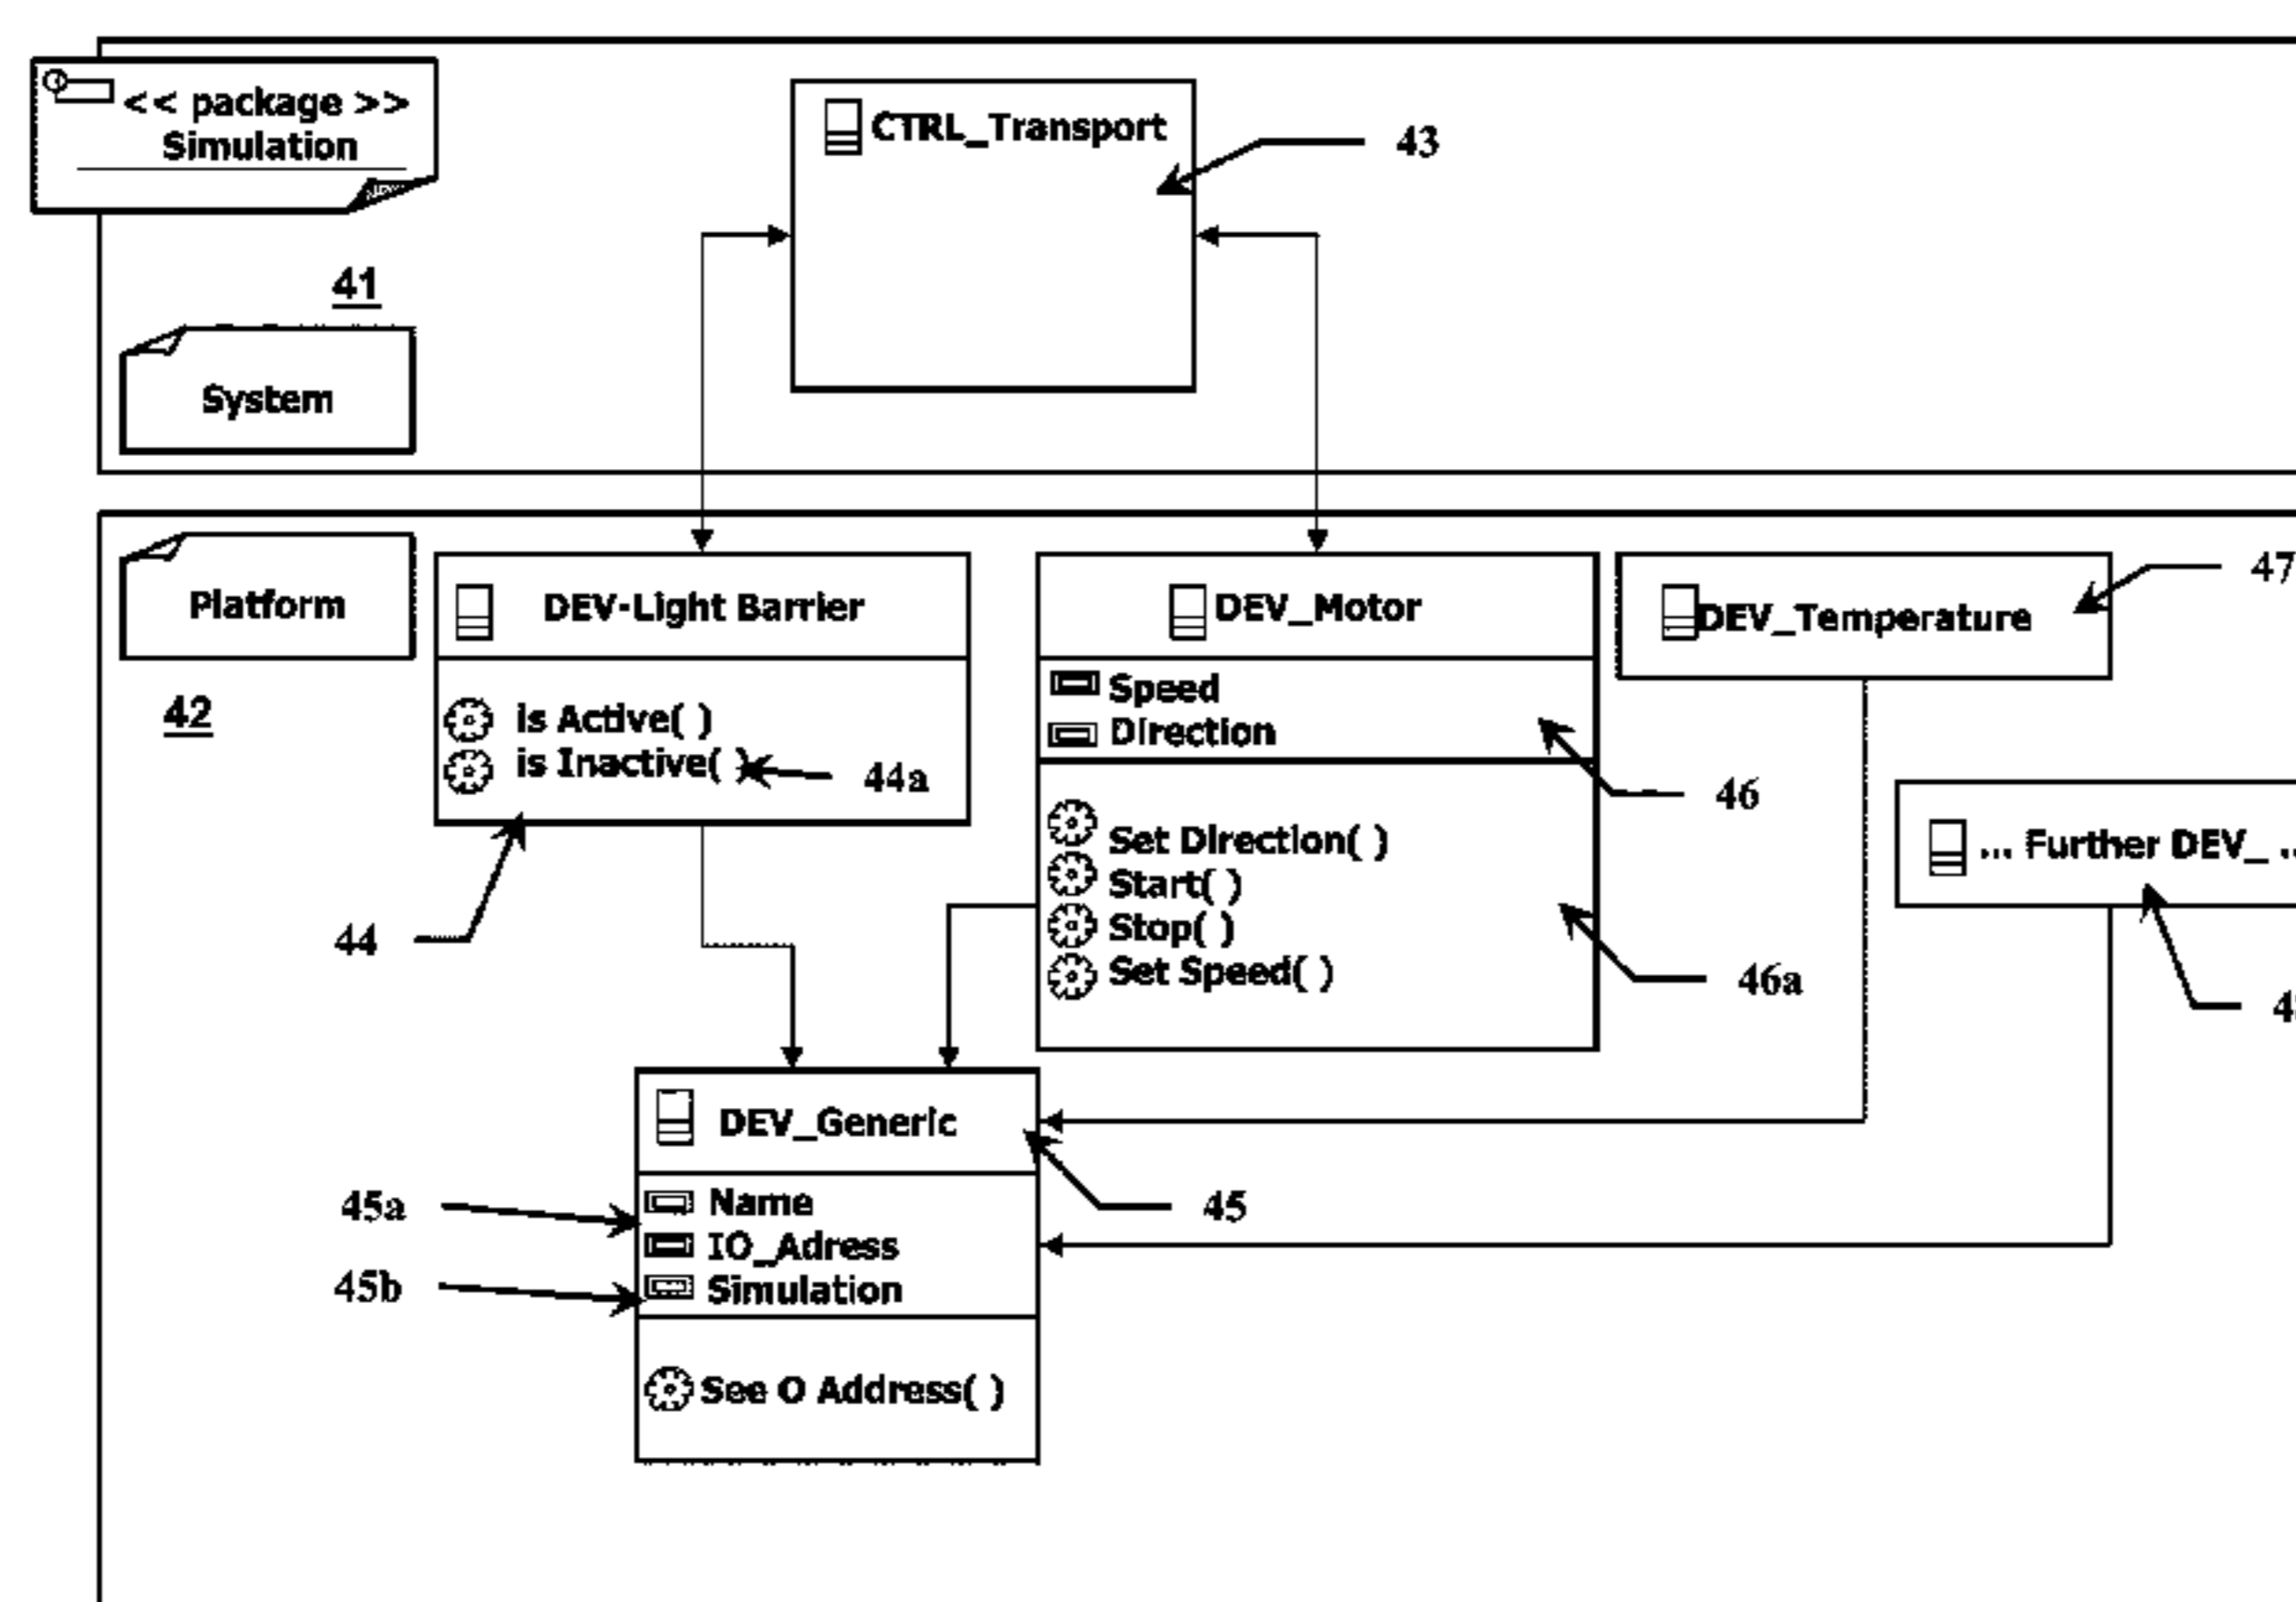 << package >>
Simulation
CTRL_Transport
43
41
System
Platform
42
DEV-Light Barrier
is Active( )
is Inactive( )
44a
44
DEV_Motor
Speed
Direction
46
Set Direction( )
Start( )
Stop( )
Set Speed( )
46a
DEV_Temperature
47
... Further DEV_ ..
DEV_Generic
45
45a
Name
IO_Adress
45b
Simulation
See O Address( )